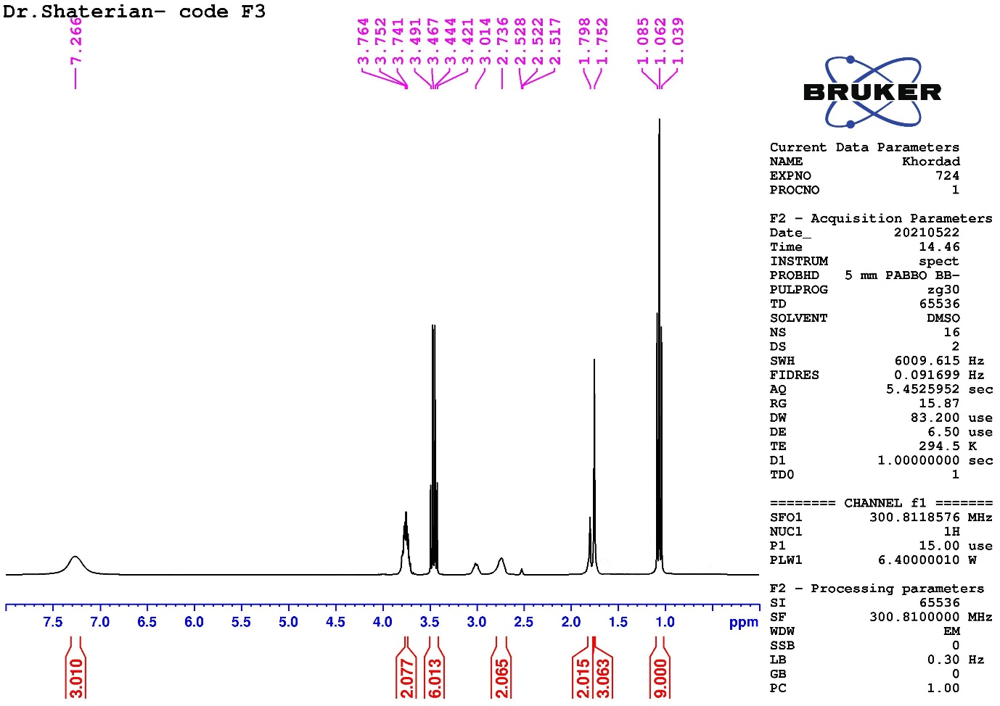 Dr.Shaterian- code F3
7.266
3.764
3.752
3.741
3.491
3.467
3.444
3.421
3.014
2.736
2.528
2.522
2.517
1.798
1.752
1.085
1.062
1.039
BRUKER
Current Data Parameters
NAME Khordad
EXPNO 724
PROCNO 1
F2 - Acquisition Parameters
Date_ 20210522
Time 14.46
INSTRUM spect
PROBHD 5 mm PABBO BB-
PULPROG zg30
TD 65536
SOLVENT DMSO
NS 16
DS 2
SWH 6009.615 Hz
FIDRES 0.091699 Hz
AQ 5.4525952 sec
RG 15.87
DW 83.200 use
DE 6.50 use
TE 294.5 K
D1 1.00000000 sec
TD0 1
======== CHANNEL f1 =======
SFO1 300.8118576 MHz
NUC1 1H
P1 15.00 use
PLW1 6.40000010 W
F2 - Processing parameters
SI 65536
SF 300.8100000 MHz
WDW EM
SSB 0
LB 0.30 Hz
GB 0
PC 1.00
7.5 7.0 6.5 6.0 5.5 5.0 4.5 4.0 3.5 3.0 2.5 2.0 1.5 1.0 ppm
3.010
2.077
6.013
2.065
2.015
3.063
9.000